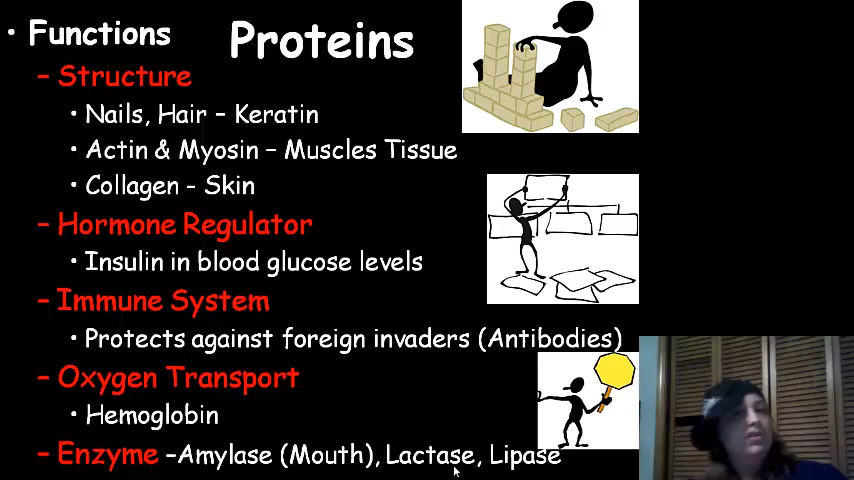 Proteins
• Functions
– Structure
• Nails, Hair – Keratin
• Actin & Myosin – Muscles Tissue
• Collagen - Skin
– Hormone Regulator
• Insulin in blood glucose levels
– Immune System
• Protects against foreign invaders (Antibodies)
– Oxygen Transport
• Hemoglobin
– Enzyme –Amylase (Mouth), Lactase, Lipase